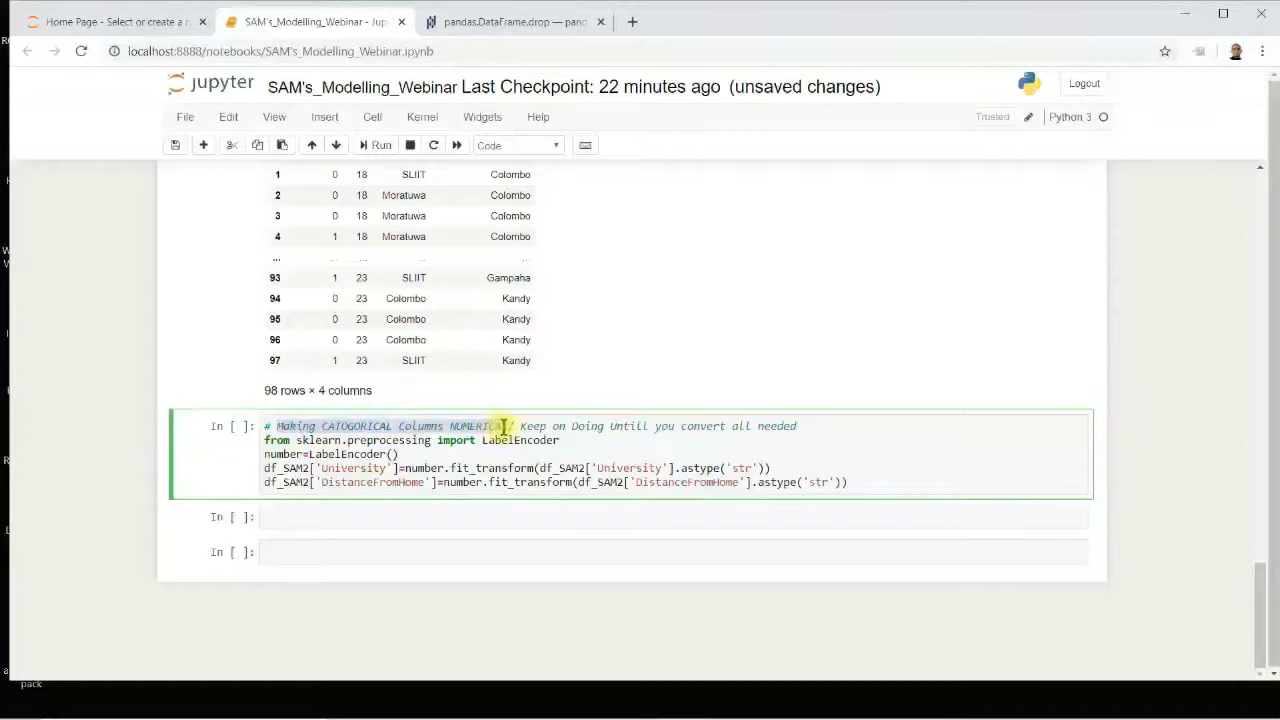 Home Page - Select or create a n
SAM's_Modelling_Webinar - Jup
pandas.DataFrame.drop — pand
localhost:8888/notebooks/SAM's_Modelling_Webinar.ipynb
jupyter SAM's_Modelling_Webinar Last Checkpoint: 22 minutes ago (unsaved changes) Logout
File Edit View Insert Cell Kernel Widgets Help Trusted Python 3
Run Code
1 0 18 SLIIT Colombo
2 0 18 Moratuwa Colombo
3 0 18 Moratuwa Colombo
4 1 18 Moratuwa Colombo
... ... ... ... ...
93 1 23 SLIIT Gampaha
94 0 23 Colombo Kandy
95 0 23 Colombo Kandy
96 0 23 Colombo Kandy
97 1 23 SLIIT Kandy
98 rows × 4 columns
In [ ]: # Making CATOGORICAL Columns NUMERICAL/ Keep on Doing Untill you convert all needed
from sklearn.preprocessing import LabelEncoder
number=LabelEncoder()
df_SAM2['University']=number.fit_transform(df_SAM2['University'].astype('str'))
df_SAM2['DistanceFromHome']=number.fit_transform(df_SAM2['DistanceFromHome'].astype('str'))
In [ ]:
In [ ]:
pack